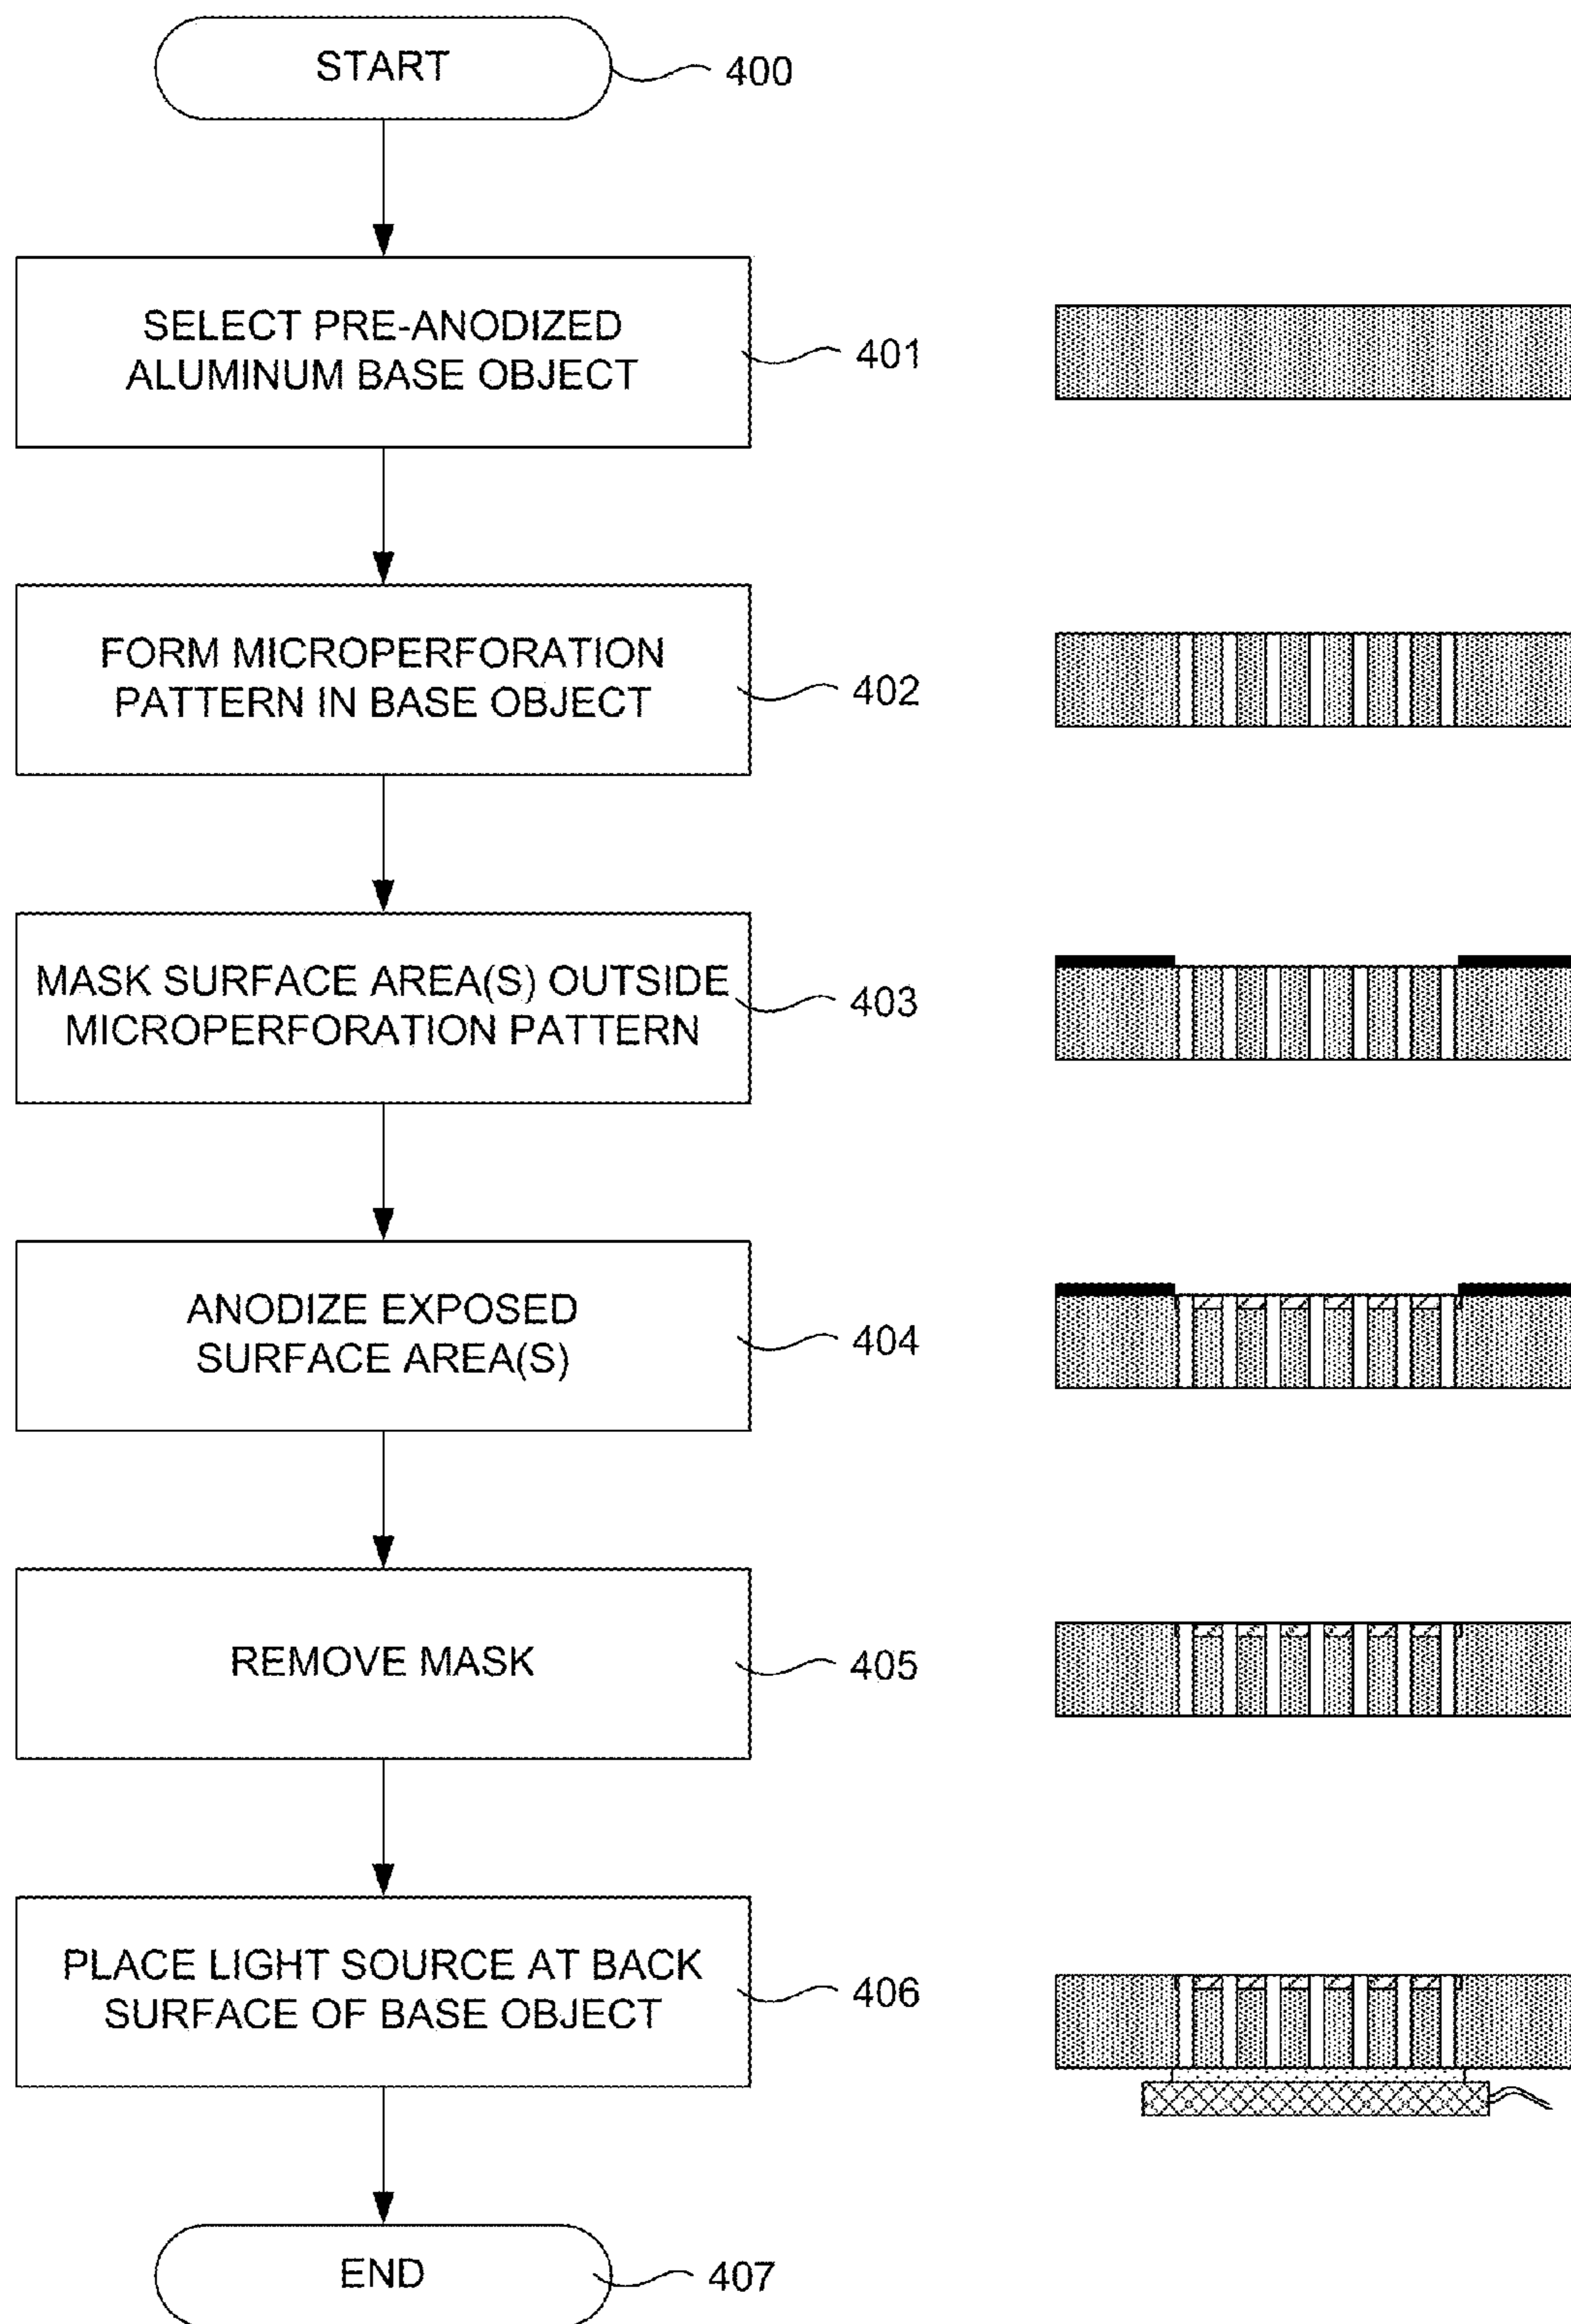 START
400
SELECT PRE-ANODIZED
ALUMINUM BASE OBJECT
401
FORM MICROPERFORATION
PATTERN IN BASE OBJECT
402
MASK SURFACE AREA(S) OUTSIDE
MICROPERFORATION PATTERN
403
ANODIZE EXPOSED
SURFACE AREA(S)
404
REMOVE MASK
405
PLACE LIGHT SOURCE AT BACK
SURFACE OF BASE OBJECT
406
END
407